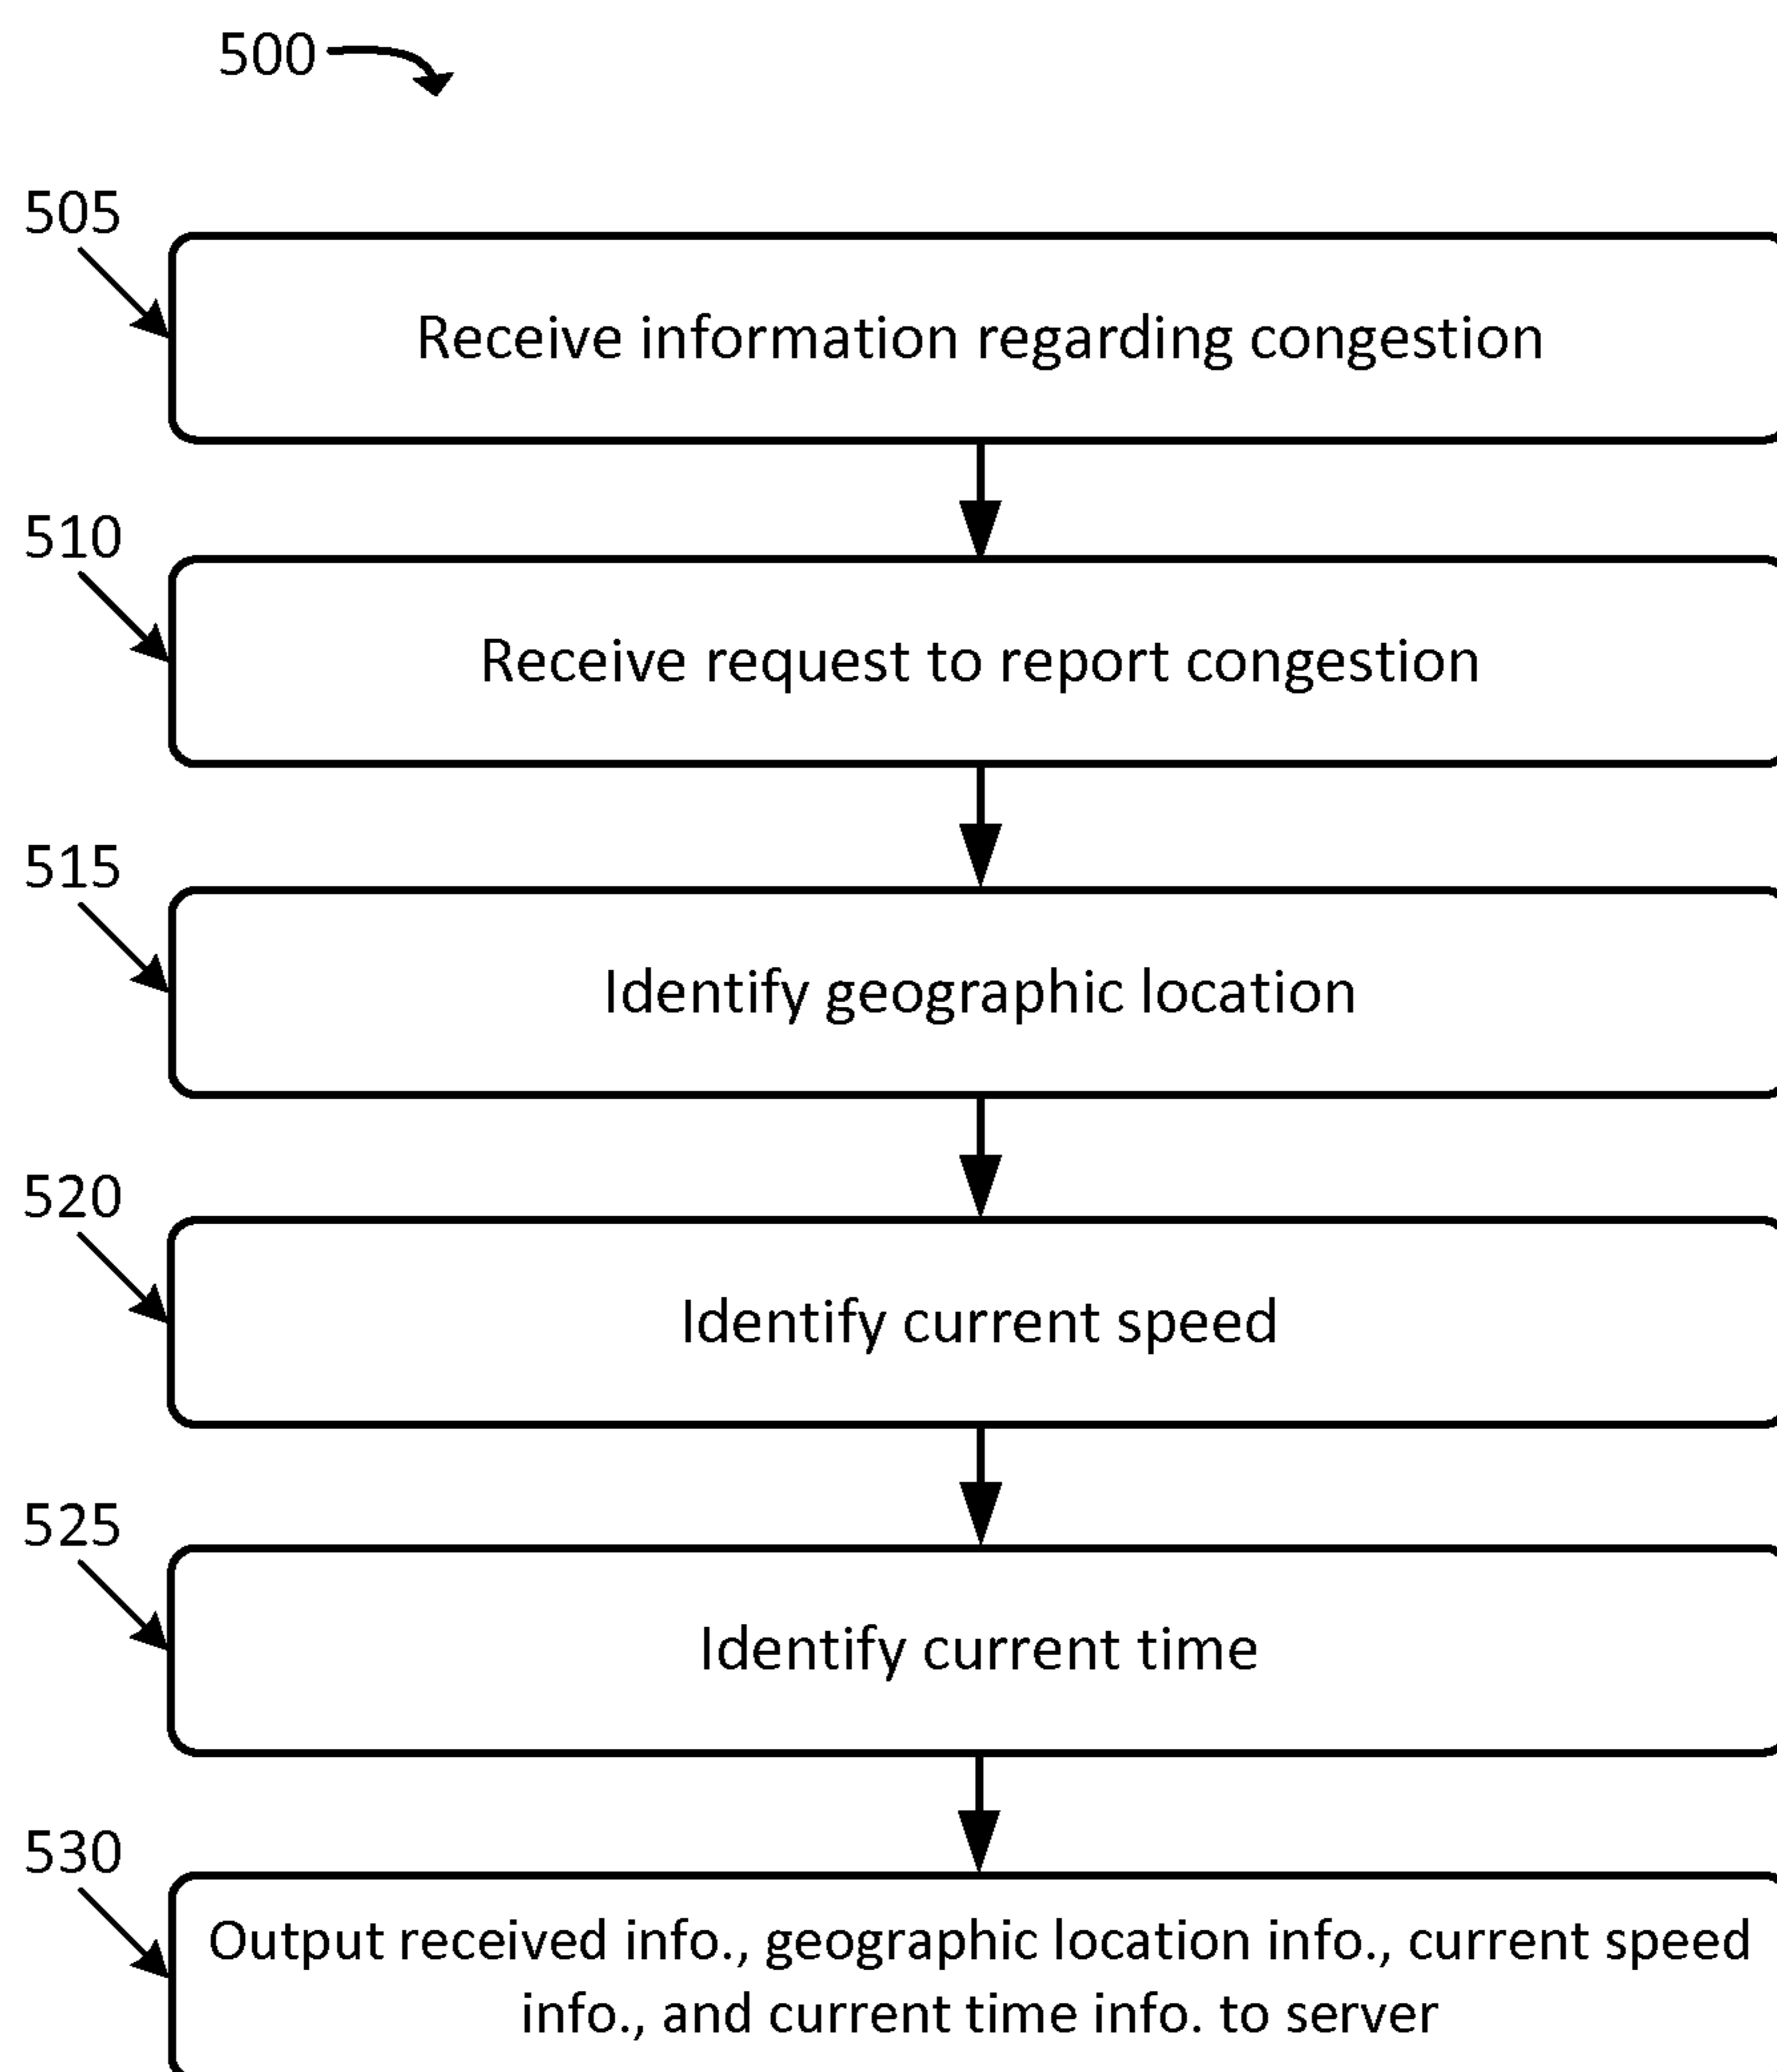 500
505
Receive information regarding congestion
510
Receive request to report congestion
515
Identify geographic location
520
Identify current speed
525
Identify current time
530
Output received info., geographic location info., current speed
info., and current time info. to server